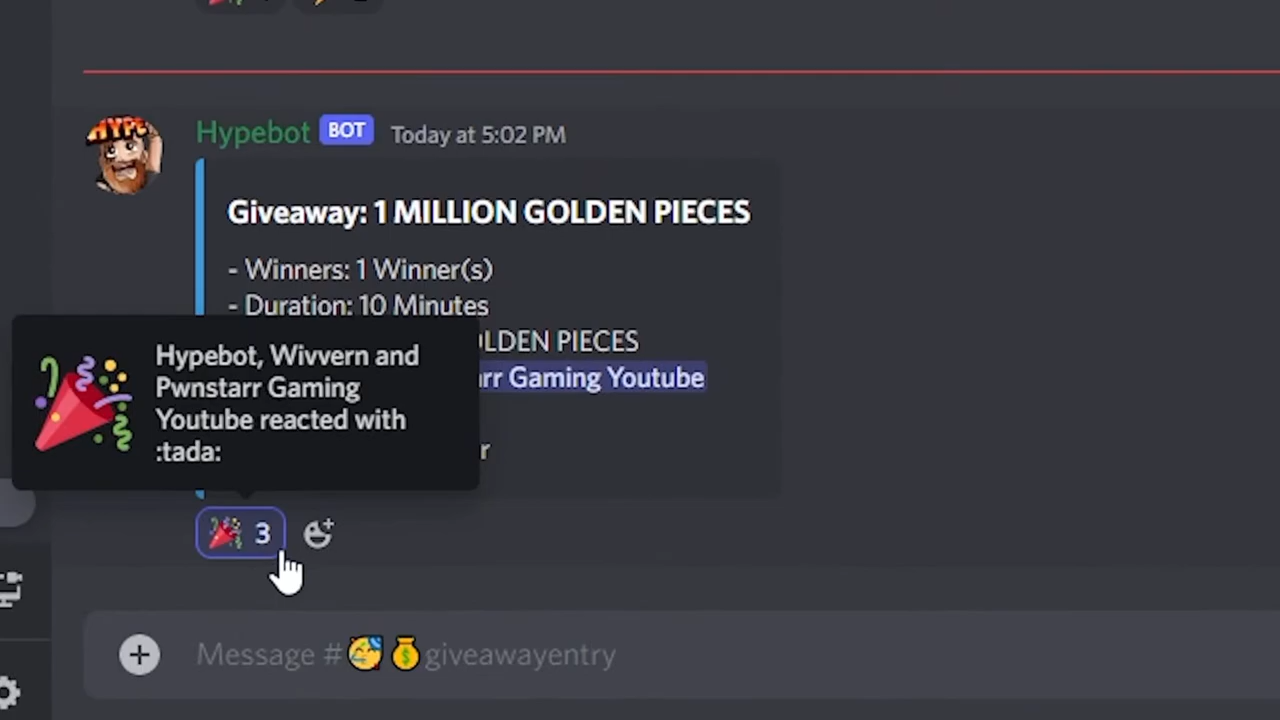 HYPE
Hypebot BOT Today at 5:02 PM
Giveaway: 1 MILLION GOLDEN PIECES
- Winners: 1 Winner(s)
- Duration: 10 Minutes
LDEN PIECES
rr Gaming Youtube
r
Hypebot, Wivvern and
Pwnstarr Gaming
Youtube reacted with
:tada:
3
Message #🥳💰giveawayentry